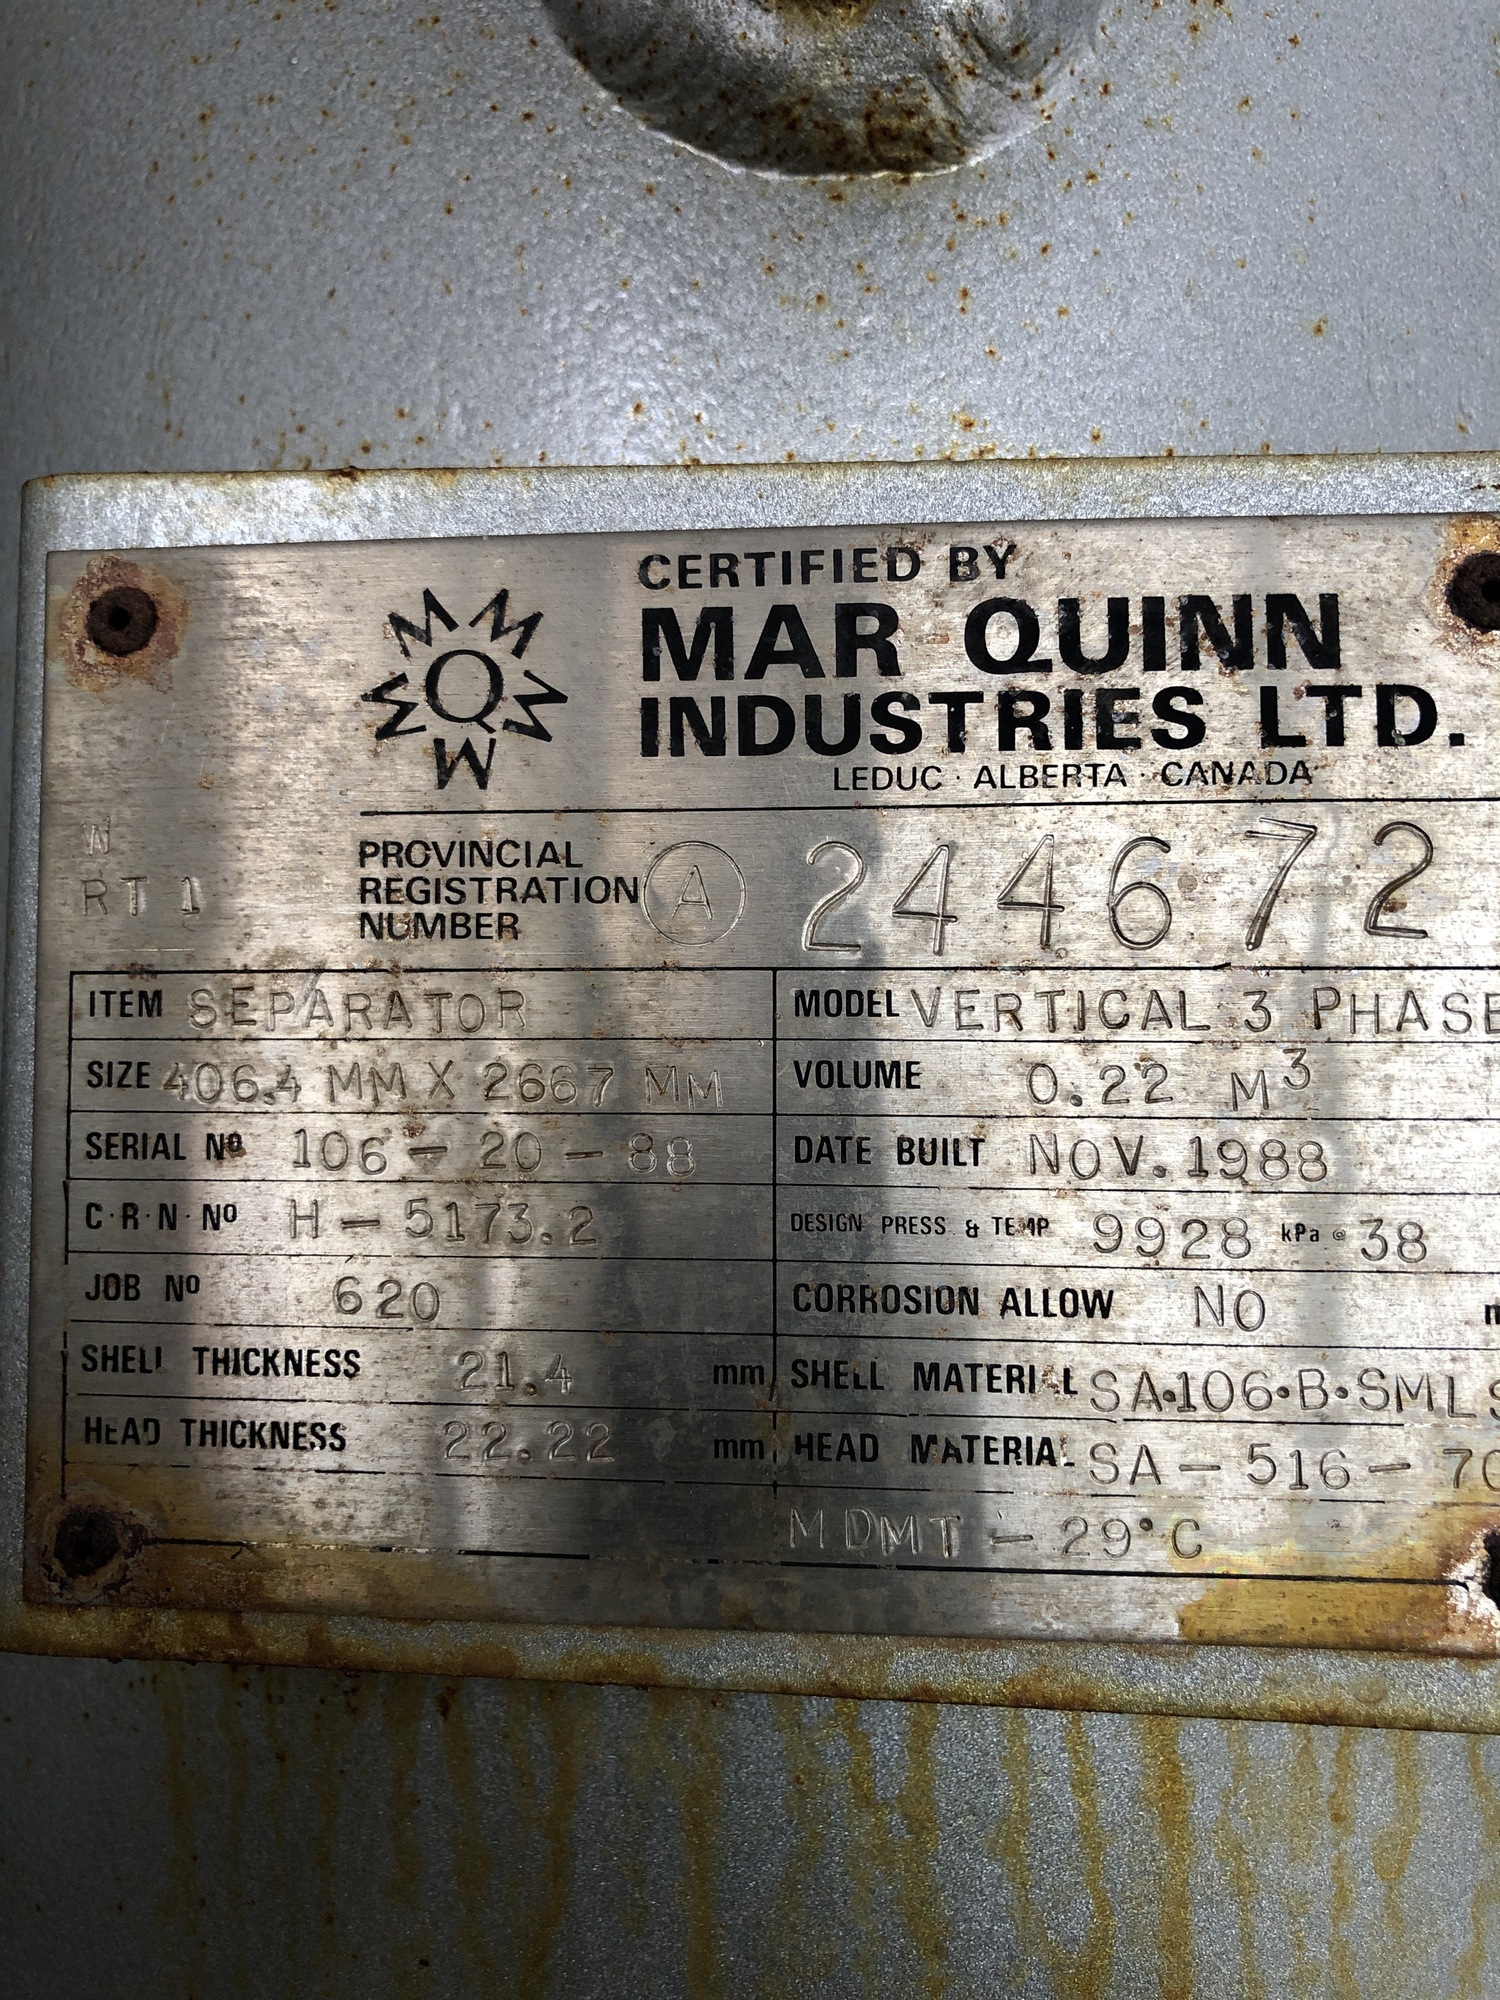 CERTIFIED BY
MAR QUINN
INDUSTRIES LTD.
LEDUC · ALBERTA · CANADA
M M M Q M M W
W
RT 1
PROVINCIAL
REGISTRATION
NUMBER
A 244672
ITEM SEPARATOR
MODEL VERTICAL 3 PHASE
SIZE 406.4 MM X 2667 MM
VOLUME 0.22 M³
SERIAL Nº 106-20-88
DATE BUILT NOV. 1988
C·R·N· Nº H-5173.2
DESIGN PRESS & TEMP 9928 kPa @ 38
JOB Nº 620
CORROSION ALLOW NO
SHELL THICKNESS 21.4 mm
SHELL MATERIAL SA·106·B·SMLS
HEAD THICKNESS 22.22 mm
HEAD MATERIAL SA-516-70
MDMT -29°C